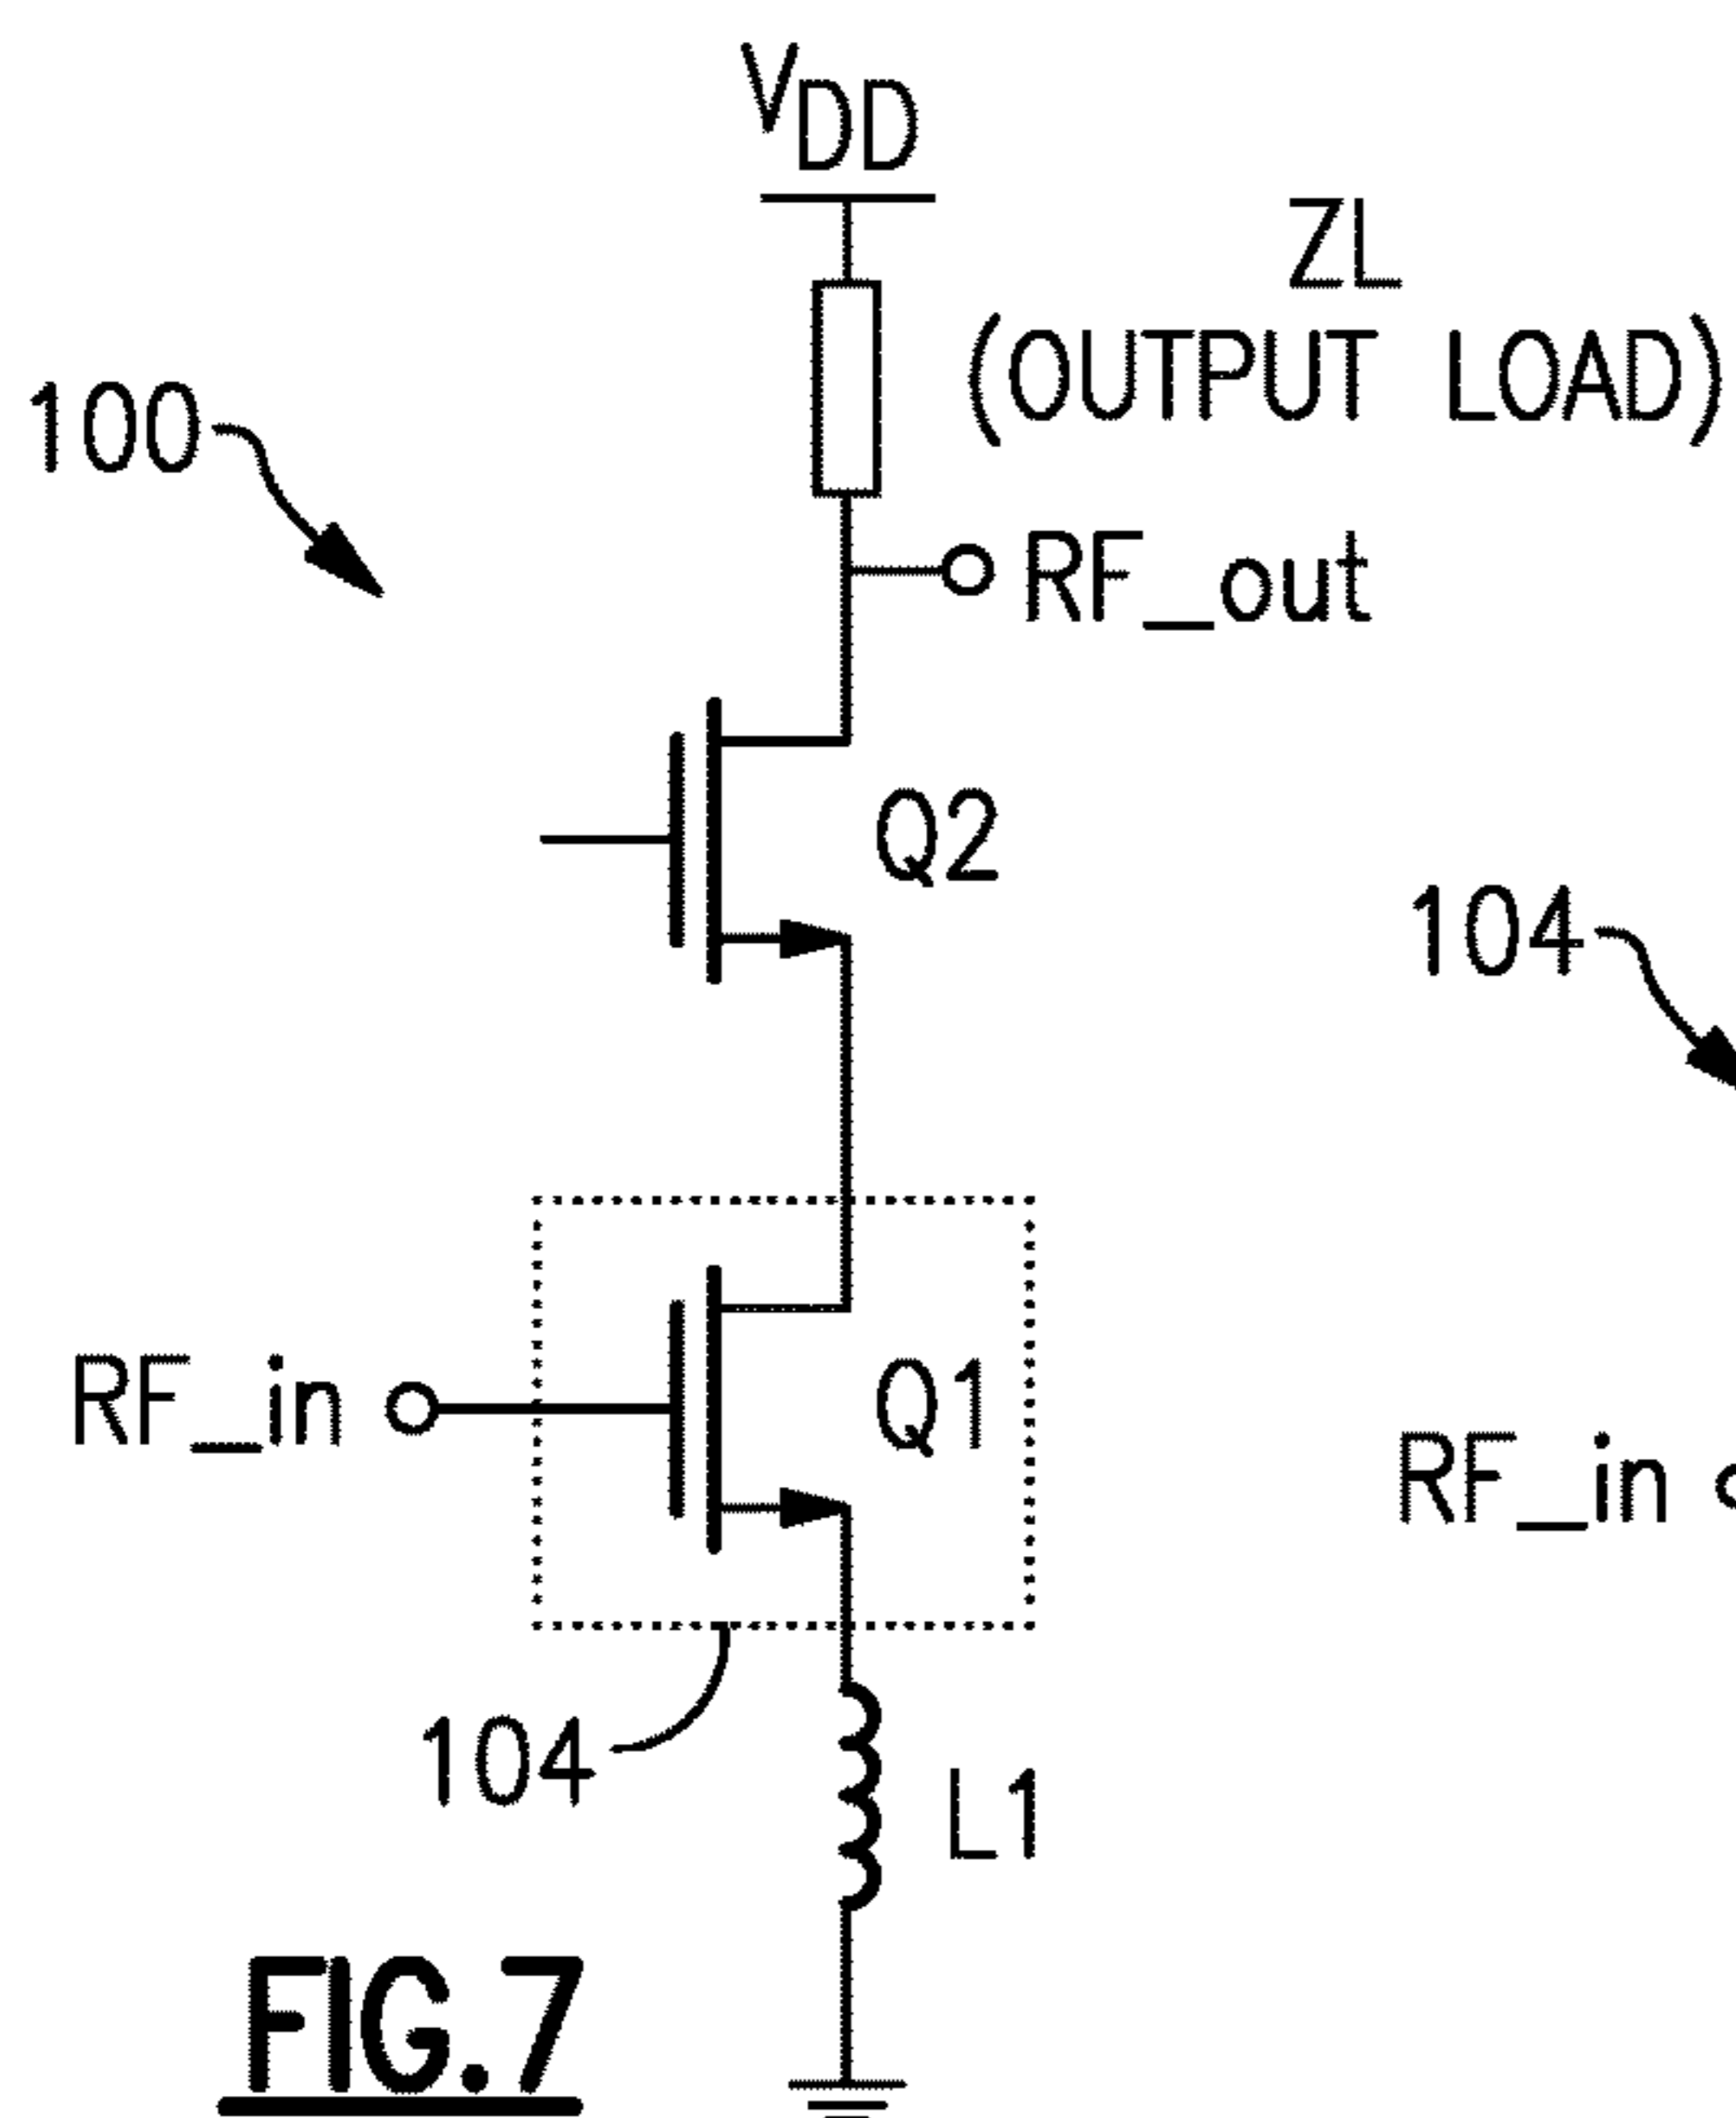 VDD
ZL
(OUTPUT LOAD)
100
RF_out
Q2
104
RF_in
Q1
RF_in
104
L1
FIG.7